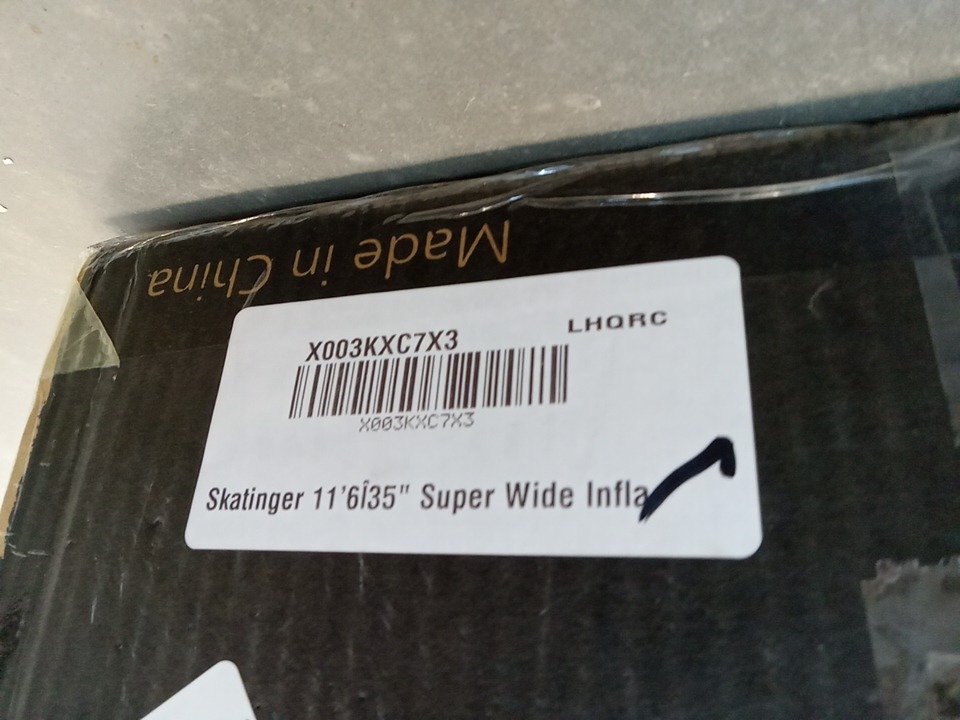 Made in China
X003KXC7X3
LHQRC
X003KXC7X3
Skatinger 11'6Î35" Super Wide Infla